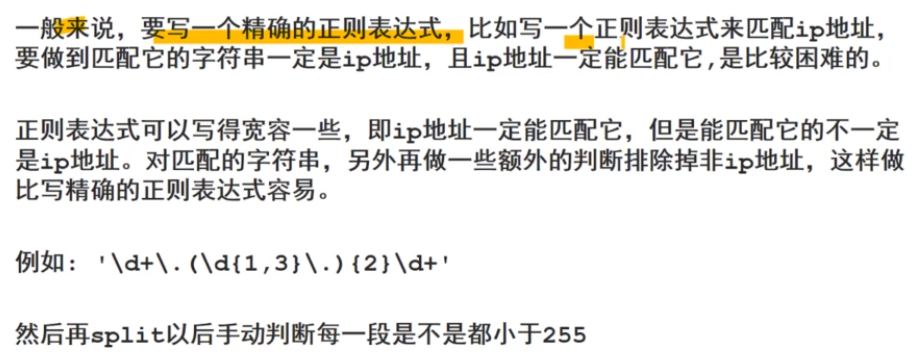 一般来说，要写一个精确的正则表达式，比如写一个正则表达式来匹配ip地址，
要做到匹配它的字符串一定是ip地址，且ip地址一定能匹配它,是比较困难的。
正则表达式可以写得宽容一些，即ip地址一定能匹配它，但是能匹配它的不一定
是ip地址。对匹配的字符串，另外再做一些额外的判断排除掉非ip地址，这样做
比写精确的正则表达式容易。
例如：'\d+\.(\d{1,3}\.){2}\d+'
然后再split以后手动判断每一段是不是都小于255